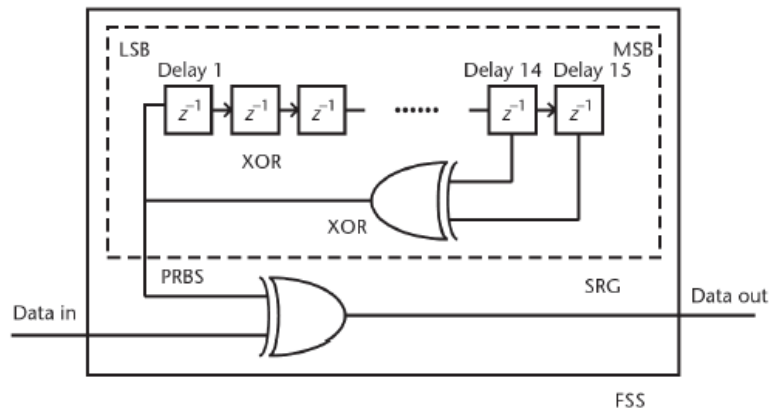 LSB
MSB
Delay 1
Delay 14
Delay 15
z⁻¹
z⁻¹
z⁻¹
......
z⁻¹
z⁻¹
XOR
XOR
PRBS
SRG
Data in
Data out
FSS